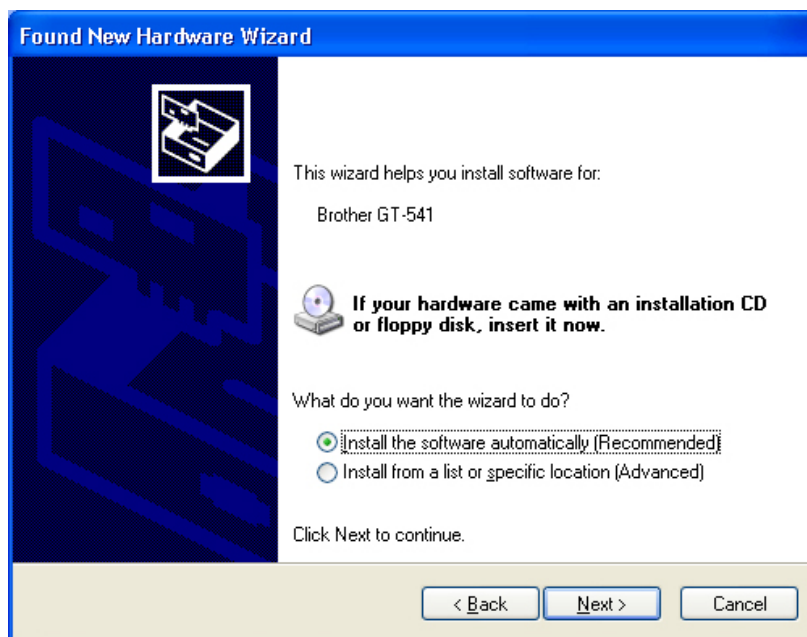 Found New Hardware Wizard
This wizard helps you install software for:
Brother GT-541
If your hardware came with an installation CD
or floppy disk, insert it now.
What do you want the wizard to do?
Install the software automatically (Recommended)
Install from a list or specific location (Advanced)
Click Next to continue.
< Back
Next >
Cancel